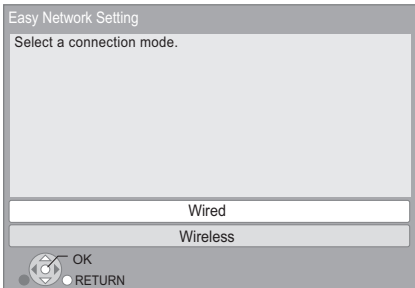 Easy Network Setting
Select a connection mode.
Wired
Wireless
OK
RETURN